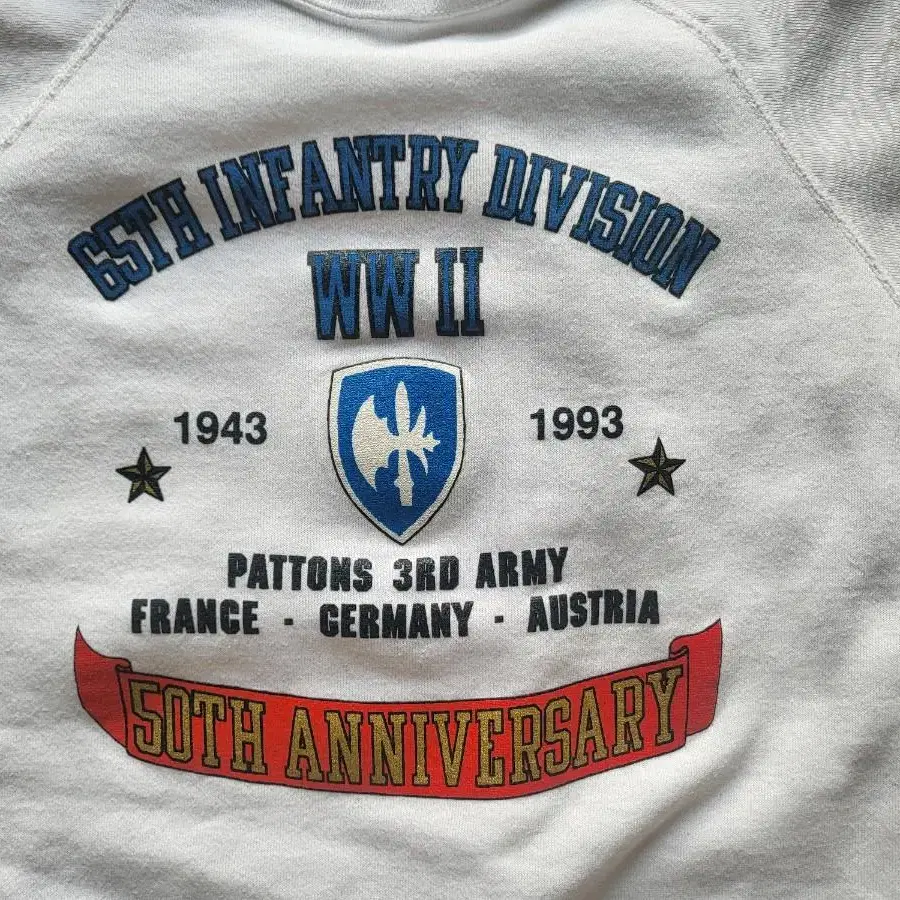 65TH INFANTRY DIVISION
WW II
1943 1993
PATTONS 3RD ARMY
FRANCE - GERMANY - AUSTRIA
50TH ANNIVERSARY